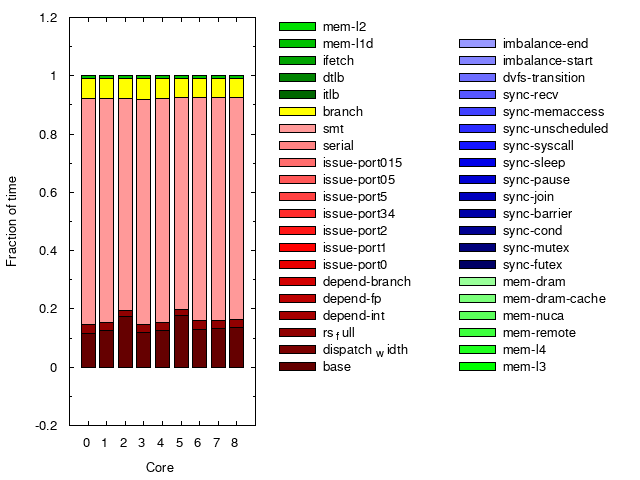 1.2
1
0.8
0.6
0.4
0.2
0
-0.2
Fraction of time
0 1 2 3 4 5 6 7 8
Core
mem-l2
mem-l1d
ifetch
dtlb
itlb
branch
smt
serial
issue-port015
issue-port05
issue-port5
issue-port34
issue-port2
issue-port1
issue-port0
depend-branch
depend-fp
depend-int
rs_full
dispatch_width
base
imbalance-end
imbalance-start
dvfs-transition
sync-recv
sync-memaccess
sync-unscheduled
sync-syscall
sync-sleep
sync-pause
sync-join
sync-barrier
sync-cond
sync-mutex
sync-futex
mem-dram
mem-dram-cache
mem-nuca
mem-remote
mem-l4
mem-l3